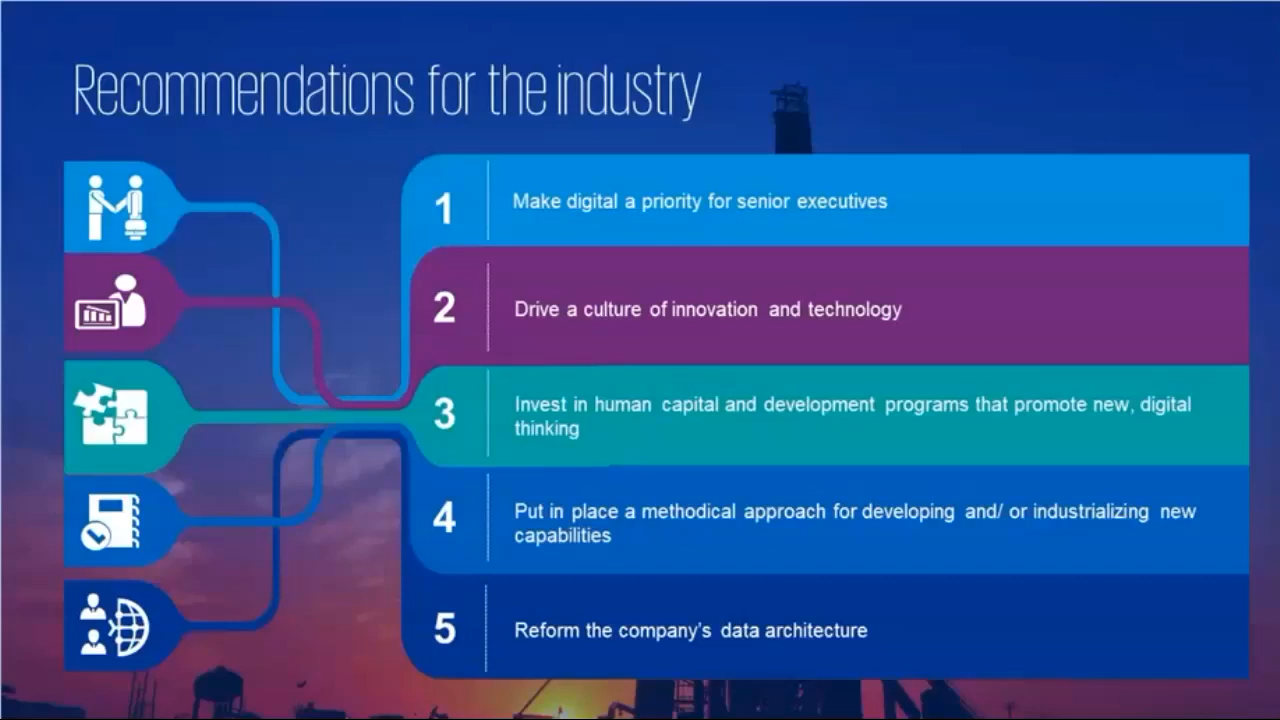 Recommendations for the industry
1
Make digital a priority for senior executives
2
Drive a culture of innovation and technology
3
Invest in human capital and development programs that promote new, digital
thinking
4
Put in place a methodical approach for developing and/ or industrializing new
capabilities
5
Reform the company's data architecture